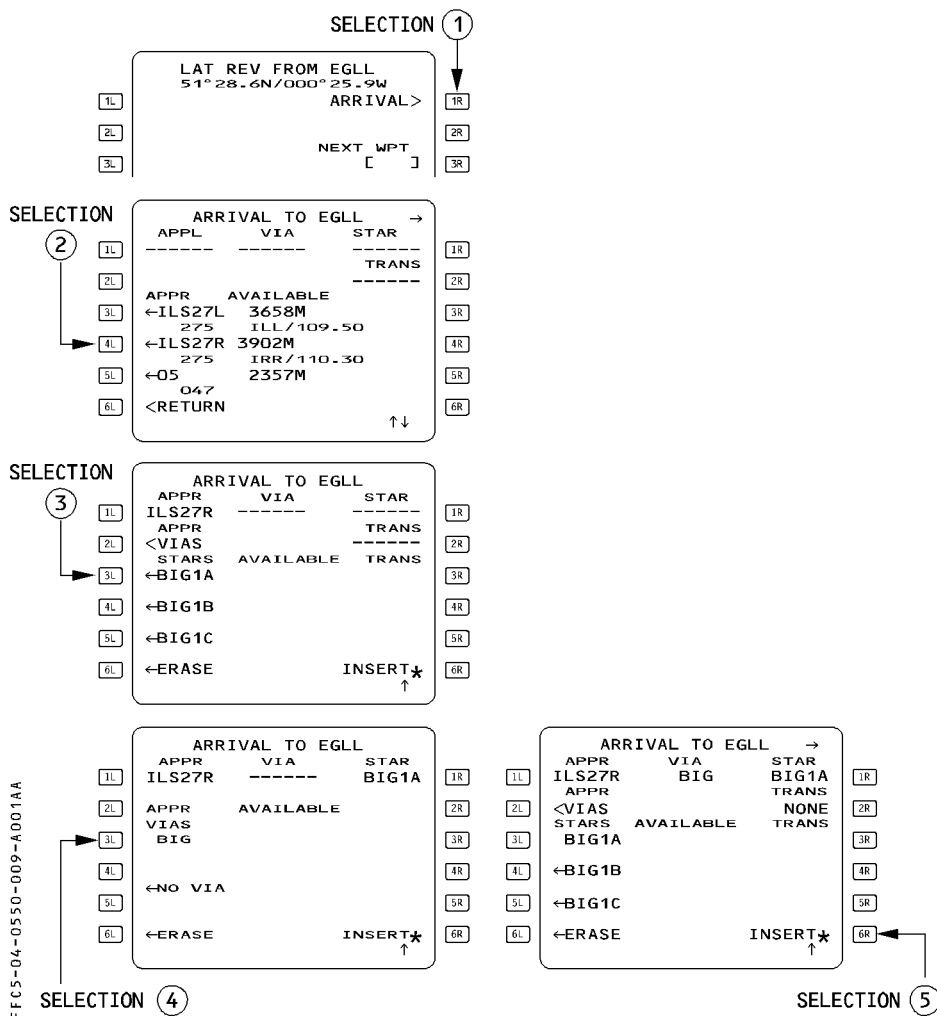 SELECTION 1
LAT REV FROM EGLL
51°28.6N/000°25.9W
1L ARRIVAL> 1R
2L 2R
NEXT WPT
3L [ ] 3R
SELECTION
2
ARRIVAL TO EGLL →
APPL VIA STAR
1L ------ ------ ------ 1R
TRANS
2L ------ 2R
APPR AVAILABLE
3L ←ILS27L 3658M 3R
275 ILL/109.50
4L ←ILS27R 3902M 4R
275 IRR/110.30
5L ←05 2357M 5R
047
6L <RETURN 6R
↑↓
SELECTION
3
ARRIVAL TO EGLL
APPR VIA STAR
1L ILS27R ------ ------ 1R
APPR TRANS
2L <VIAS ------ 2R
STARS AVAILABLE TRANS
3L ←BIG1A 3R
4L ←BIG1B 4R
5L ←BIG1C 5R
6L ←ERASE INSERT* 6R
↑
ARRIVAL TO EGLL
APPR VIA STAR
1L ILS27R ------ BIG1A 1R
2L APPR AVAILABLE 2R
VIAS
3L BIG 3R
4L 4R
←NO VIA
5L 5R
6L ←ERASE INSERT* 6R
↑
SELECTION 4
ARRIVAL TO EGLL →
APPR VIA STAR
1L ILS27R BIG BIG1A 1R
APPR TRANS
2L <VIAS NONE 2R
STARS AVAILABLE TRANS
3L BIG1A 3R
4L ←BIG1B 4R
5L ←BIG1C 5R
6L ←ERASE INSERT* 6R
↑
SELECTION 5
FFC5-04-0550-009-A001AA